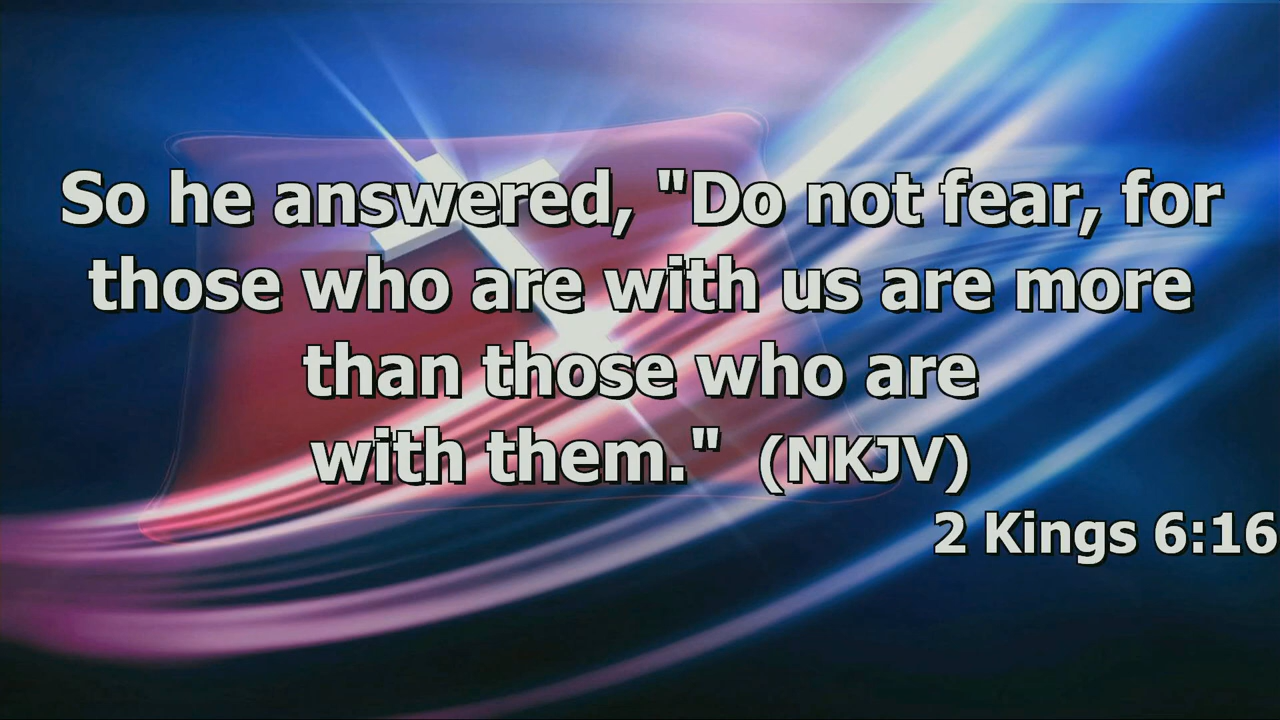 So he answered, "Do not fear, for
those who are with us are more
than those who are
with them." (NKJV)
2 Kings 6:16